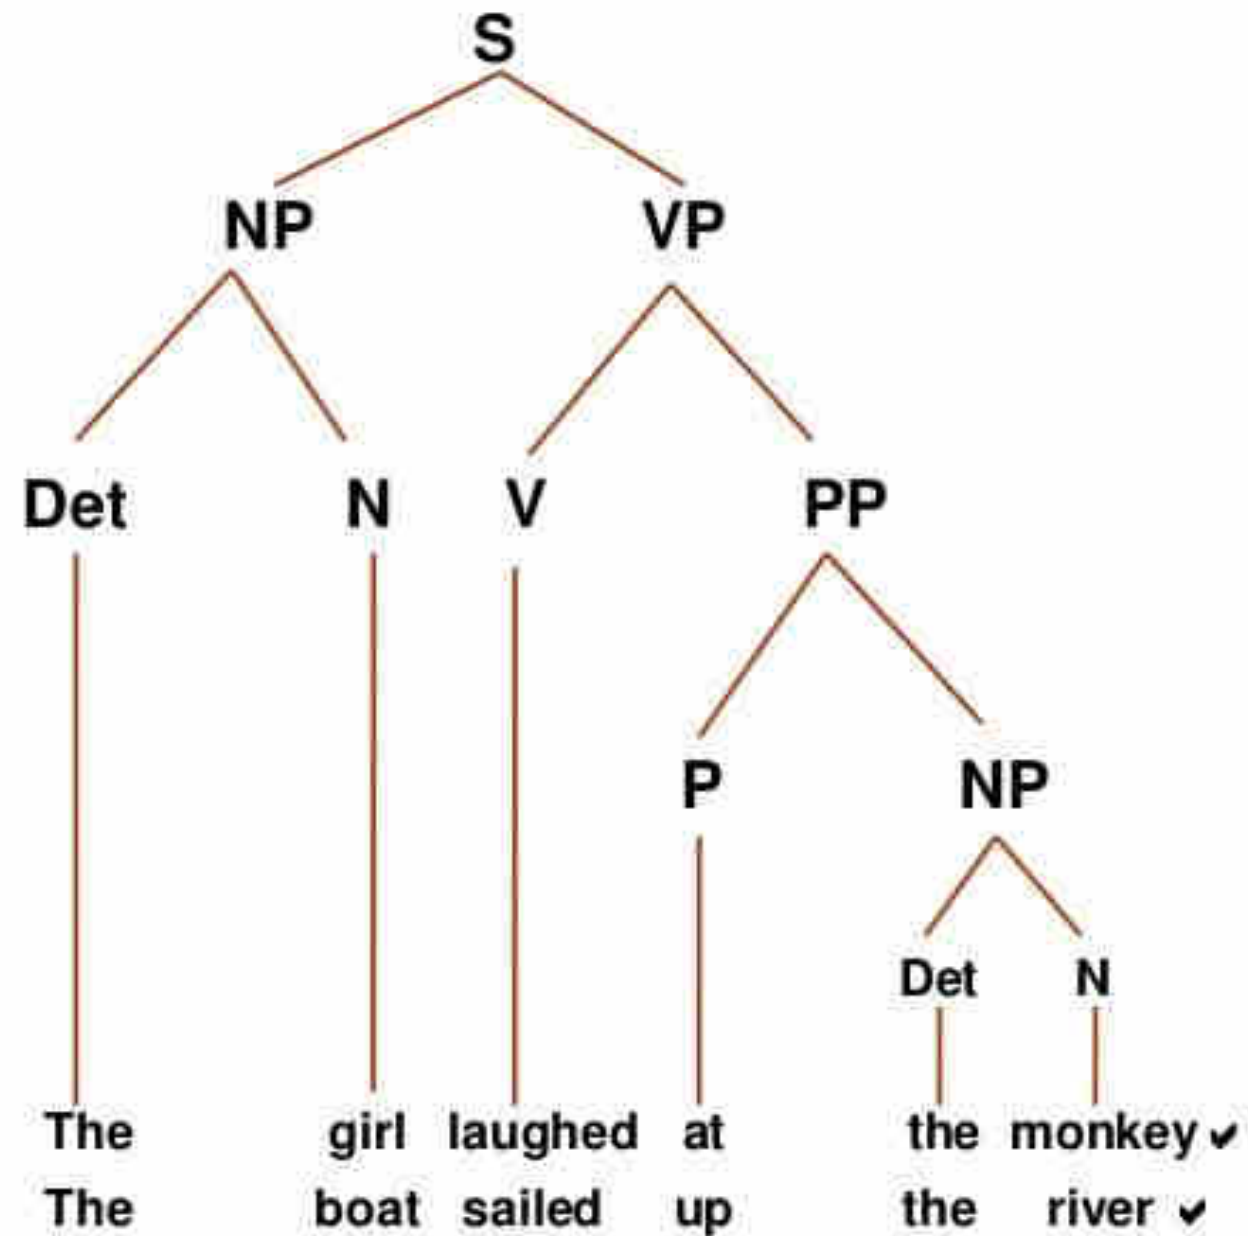 S
NP VP
Det N V PP
P NP
Det N
The girl laughed at the monkey ✔
The boat sailed up the river ✔